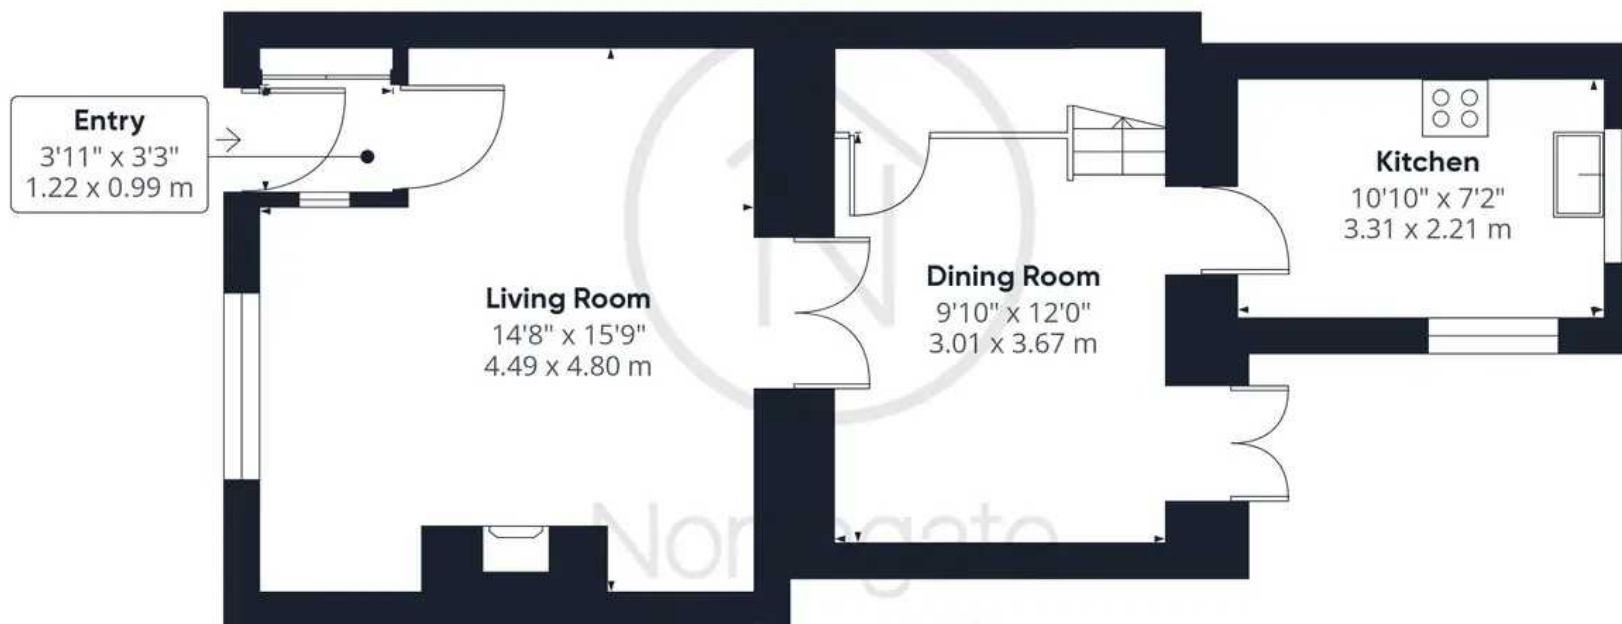 Entry
3'11" x 3'3"
1.22 x 0.99 m
Living Room
14'8" x 15'9"
4.49 x 4.80 m
Dining Room
9'10" x 12'0"
3.01 x 3.67 m
Kitchen
10'10" x 7'2"
3.31 x 2.21 m